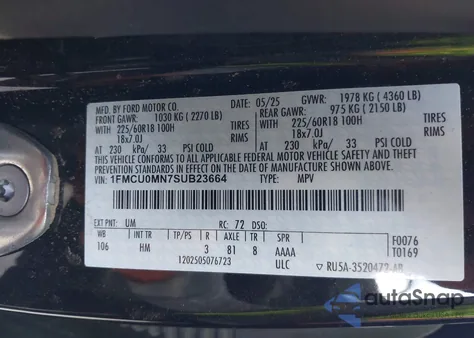 MFD. BY FORD MOTOR CO.
05/25 GVWR: 1978 KG ( 4360 LB)
FRONT GAWR: 1030 KG ( 2270 LB)
REAR GAWR: 975 KG ( 2150 LB)
WITH 225/60R18 100H TIRES
18x7.0J RIMS
AT 230 kPa/ 33 PSI COLD
WITH 225/60R18 100H TIRES
18x7.0J RIMS
AT 230 kPa/ 33 PSI COLD
THIS VEHICLE CONFORMS TO ALL APPLICABLE FEDERAL MOTOR VEHICLE SAFETY AND THEFT PREVENTION STANDARDS IN EFFECT ON THE DATE OF MANUFACTURE SHOWN ABOVE.
VIN: 1FMCU0MN7SUB23664 TYPE: MPV
EXT PNT: UM RC: 72 DSO:
WB INT TR TP/PS R AXLE TR SPR
106 HM 3 81 8 AAAA
F0076
T0169
120250507​6723 ULC
RU5A-3520472-AB
autoSnap